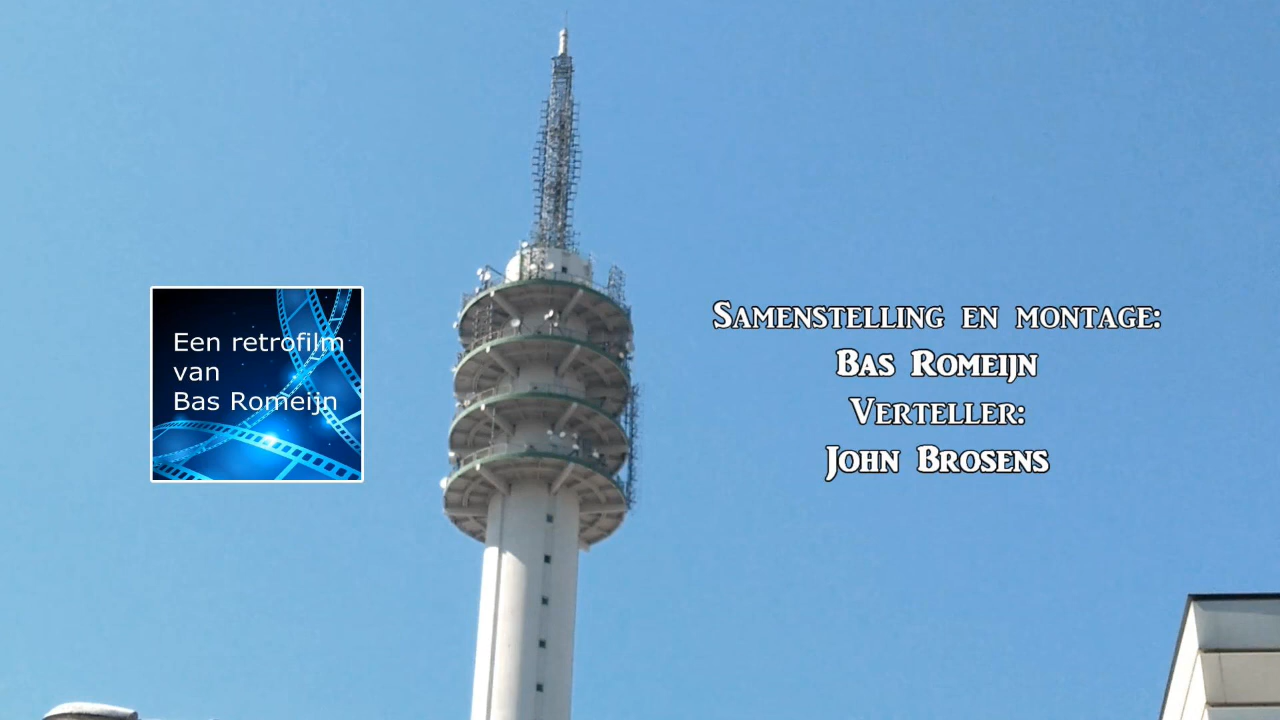 Een retrofilm
van
Bas Romeijn
Samenstelling en montage:
Bas Romeijn
Verteller:
John Brosens